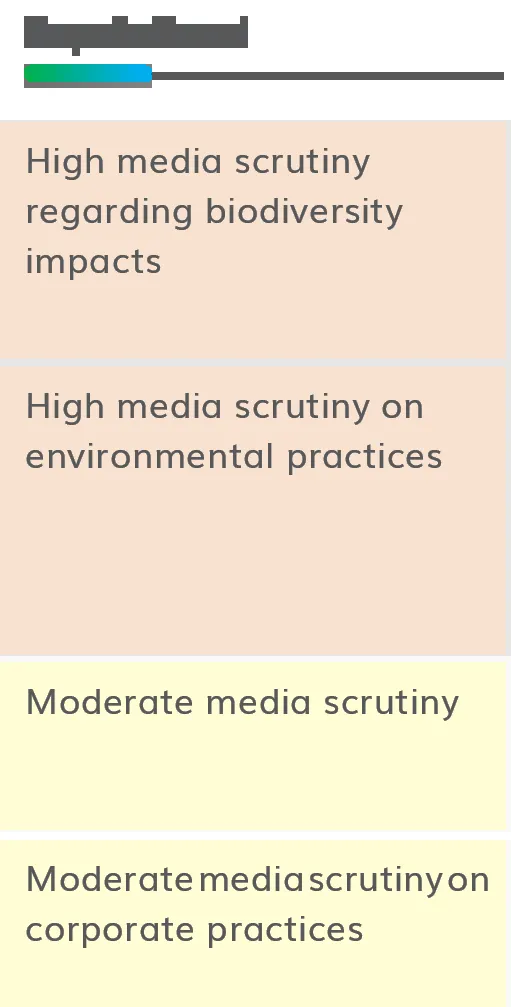 High media scrutiny
regarding biodiversity
impacts
High media scrutiny on
environmental practices
Moderate media scrutiny
Moderate media scrutiny on
corporate practices